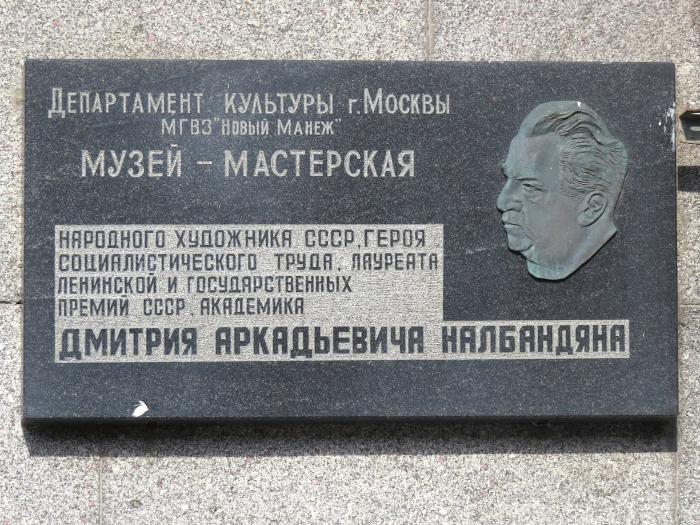 Департамент культуры г. Москвы
МГВЗ "Новый Манеж"
МУЗЕЙ – МАСТЕРСКАЯ
НАРОДНОГО ХУДОЖНИКА СССР, ГЕРОЯ
СОЦИАЛИСТИЧЕСКОГО ТРУДА, ЛАУРЕАТА
ЛЕНИНСКОЙ И ГОСУДАРСТВЕННЫХ
ПРЕМИЙ СССР, АКАДЕМИКА
ДМИТРИЯ АРКАДЬЕВИЧА НАЛБАНДЯНА